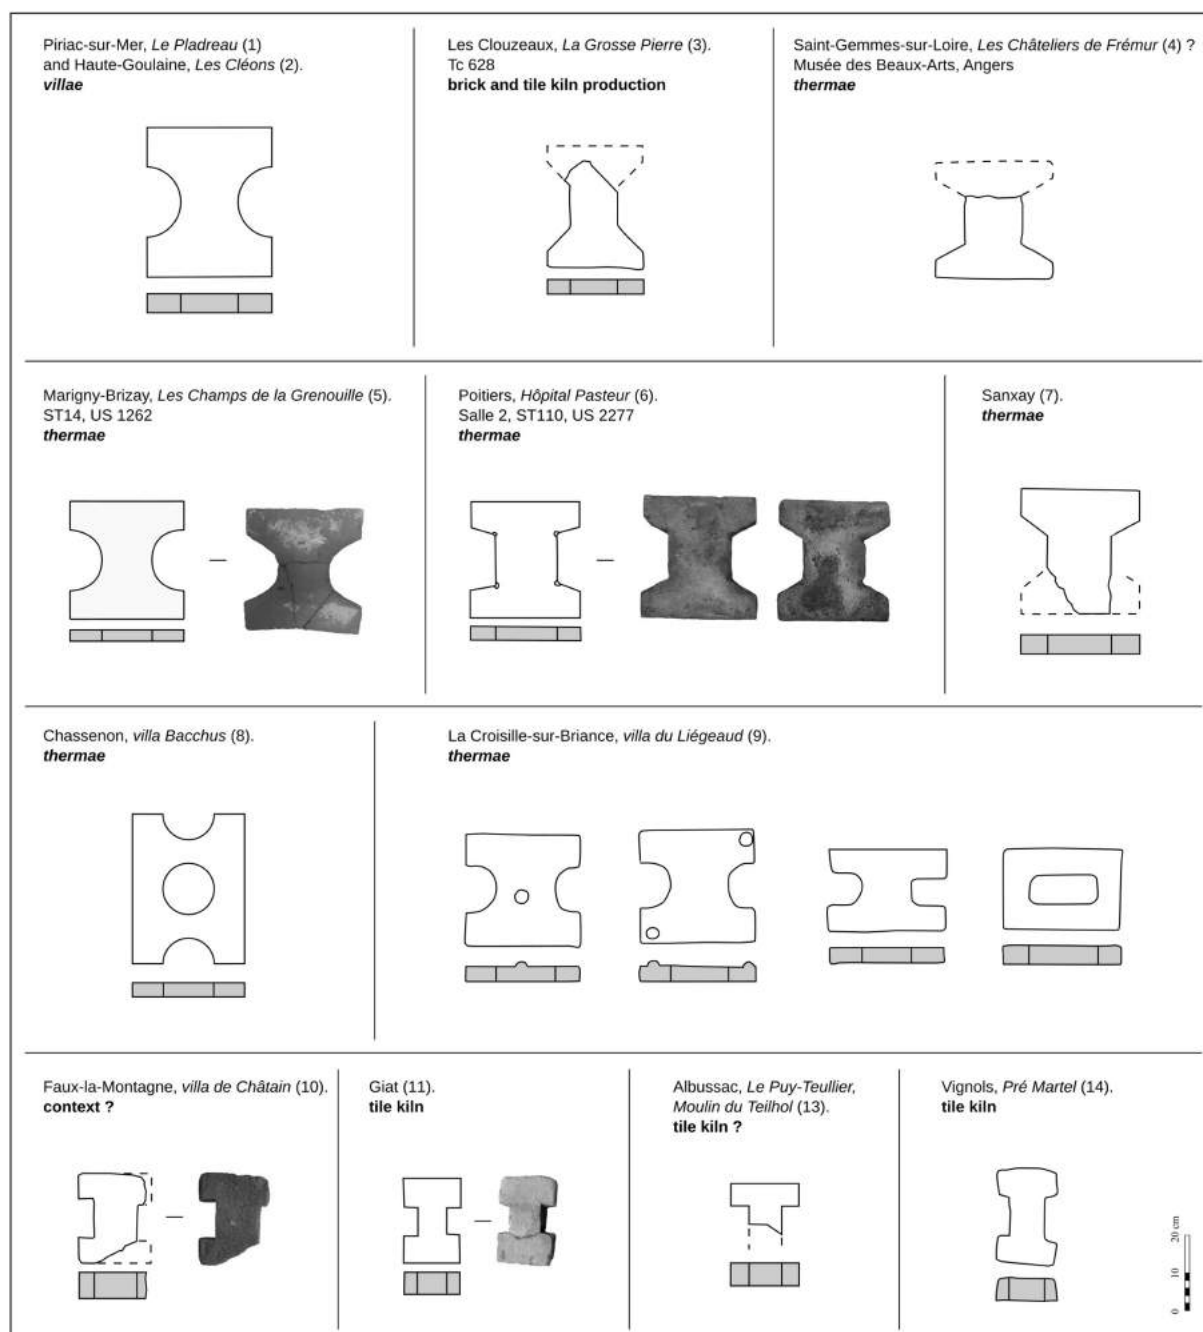 Piriac-sur-Mer, Le Pladreau (1)
and Haute-Goulaine, Les Cléons (2).
villae
Les Clouzeaux, La Grosse Pierre (3).
Tc 628
brick and tile kiln production
Saint-Gemmes-sur-Loire, Les Châteliers de Frémur (4) ?
Musée des Beaux-Arts, Angers
thermae
Marigny-Brizay, Les Champs de la Grenouille (5).
ST14, US 1262
thermae
Poitiers, Hôpital Pasteur (6).
Salle 2, ST110, US 2277
thermae
Sanxay (7).
thermae
Chassenon, villa Bacchus (8).
thermae
La Croisille-sur-Briance, villa du Liégeaud (9).
thermae
Faux-la-Montagne, villa de Châtain (10).
context ?
Giat (11).
tile kiln
Albussac, Le Puy-Teullier,
Moulin du Teilhol (13).
tile kiln ?
Vignols, Pré Martel (14).
tile kiln
0 10 20 cm